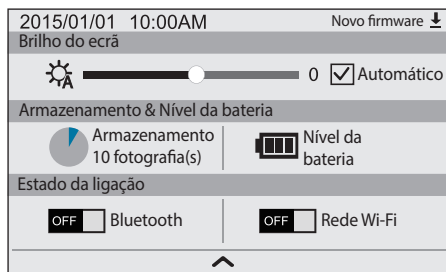 2015/01/01 10:00AM Novo firmware
Brilho do ecrã
A 0 Automático
Armazenamento & Nível da bateria
Armazenamento Nível da
10 fotografia(s) bateria
Estado da ligação
OFF Bluetooth OFF Rede Wi-Fi